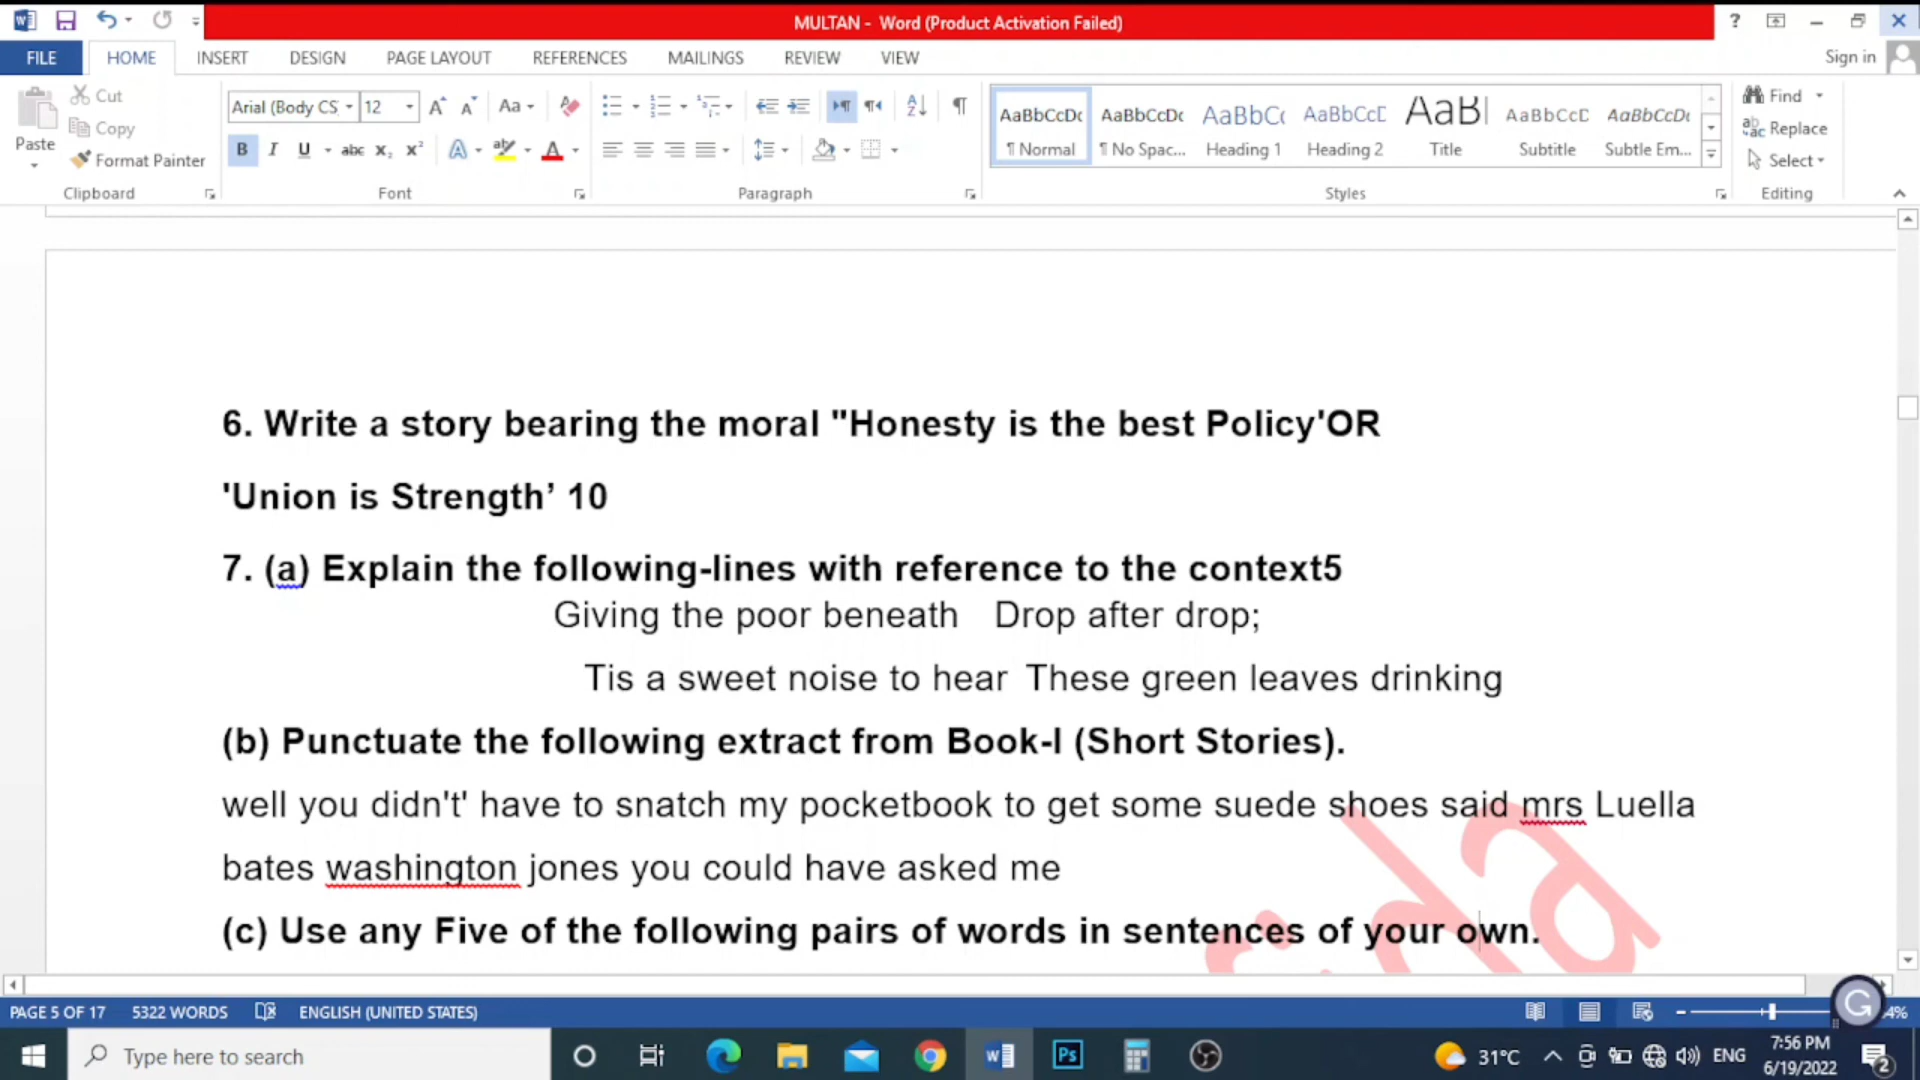 MULTAN - Word (Product Activation Failed)
FILE HOME INSERT DESIGN PAGE LAYOUT REFERENCES MAILINGS REVIEW VIEW Sign in
Paste Cut Copy Format Painter Clipboard
Arial (Body CS 12 Aa B I U abc Font
Paragraph
AaBbCcDc AaBbCcDc AaBbCc AaBbCcD AaB AaBbCcD AaBbCcDc
¶ Normal ¶ No Spac... Heading 1 Heading 2 Title Subtitle Subtle Em...
Styles
Find Replace Select Editing
6. Write a story bearing the moral "Honesty is the best Policy'OR
'Union is Strength’ 10
7. (a) Explain the following-lines with reference to the context5
Giving the poor beneath Drop after drop;
Tis a sweet noise to hear These green leaves drinking
(b) Punctuate the following extract from Book-I (Short Stories).
well you didn't' have to snatch my pocketbook to get some suede shoes said mrs Luella
bates washington jones you could have asked me
(c) Use any Five of the following pairs of words in sentences of your own.
PAGE 5 OF 17 5322 WORDS ENGLISH (UNITED STATES)
Type here to search 31°C ENG 7:56 PM
6/19/2022 2